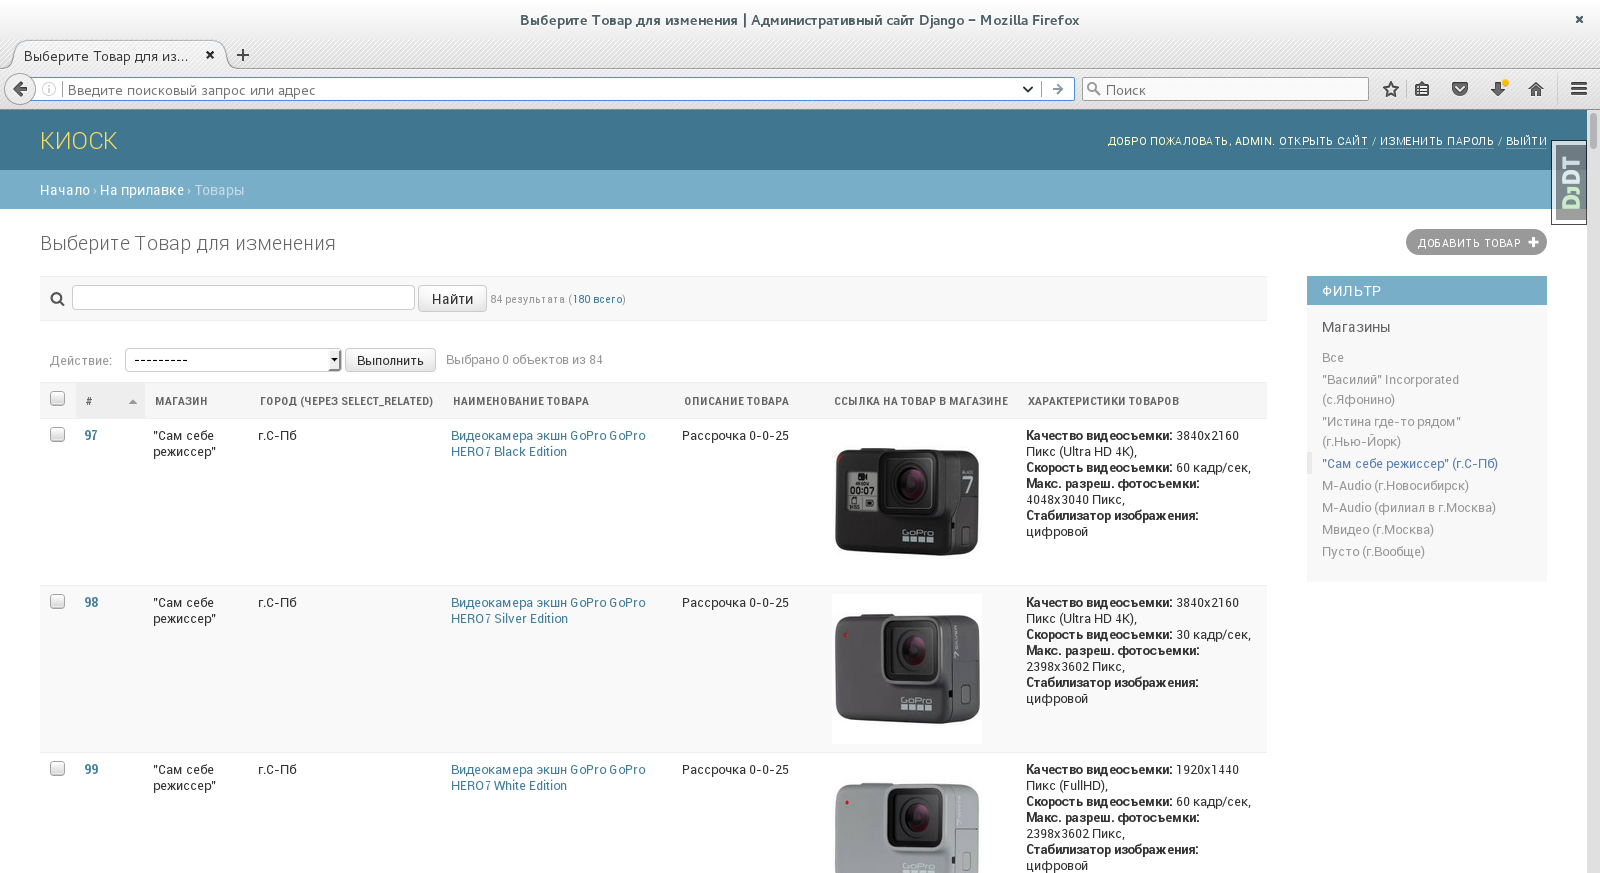 Выберите Товар для изменения | Административный сайт Django – Mozilla Firefox
Выберите Товар для из...
Введите поисковый запрос или адрес
Поиск
КИОСК
ДОБРО ПОЖАЛОВАТЬ, ADMIN. ОТКРЫТЬ САЙТ / ИЗМЕНИТЬ ПАРОЛЬ / ВЫЙТИ
DjDT
Начало › На прилавке › Товары
Выберите Товар для изменения
ДОБАВИТЬ ТОВАР
Найти 84 результата (180 всего)
Действие: --------- Выполнить Выбрано 0 объектов из 84
# МАГАЗИН ГОРОД (ЧЕРЕЗ SELECT_RELATED) НАИМЕНОВАНИЕ ТОВАРА ОПИСАНИЕ ТОВАРА ССЫЛКА НА ТОВАР В МАГАЗИНЕ ХАРАКТЕРИСТИКИ ТОВАРОВ
97
"Сам себе
режиссер"
г.С-Пб
Видеокамера экшн GoPro GoPro
HERO7 Black Edition
Рассрочка 0-0-25
00:07
BLACK
7
GoPro
Качество видеосъемки: 3840x2160
Пикс (Ultra HD 4K),
Скорость видеосъемки: 60 кадр/сек,
Макс. разреш. фотосъемки:
4048x3040 Пикс,
Стабилизатор изображения:
цифровой
98
"Сам себе
режиссер"
г.С-Пб
Видеокамера экшн GoPro GoPro
HERO7 Silver Edition
Рассрочка 0-0-25
7 SILVER
GoPro
Качество видеосъемки: 3840x2160
Пикс (Ultra HD 4K),
Скорость видеосъемки: 30 кадр/сек,
Макс. разреш. фотосъемки:
2398x3602 Пикс,
Стабилизатор изображения:
цифровой
99
"Сам себе
режиссер"
г.С-Пб
Видеокамера экшн GoPro GoPro
HERO7 White Edition
Рассрочка 0-0-25
GoPro
Качество видеосъемки: 1920x1440
Пикс (FullHD),
Скорость видеосъемки: 60 кадр/сек,
Макс. разреш. фотосъемки:
2398x3602 Пикс,
Стабилизатор изображения:
цифровой
ФИЛЬТР
Магазины
Все
"Василий" Incorporated
(с.Яфонино)
"Истина где-то рядом"
(г.Нью-Йорк)
"Сам себе режиссер" (г.С-Пб)
M-Audio (г.Новосибирск)
M-Audio (филиал в г.Москва)
Мвидео (г.Москва)
Пусто (г.Вообще)